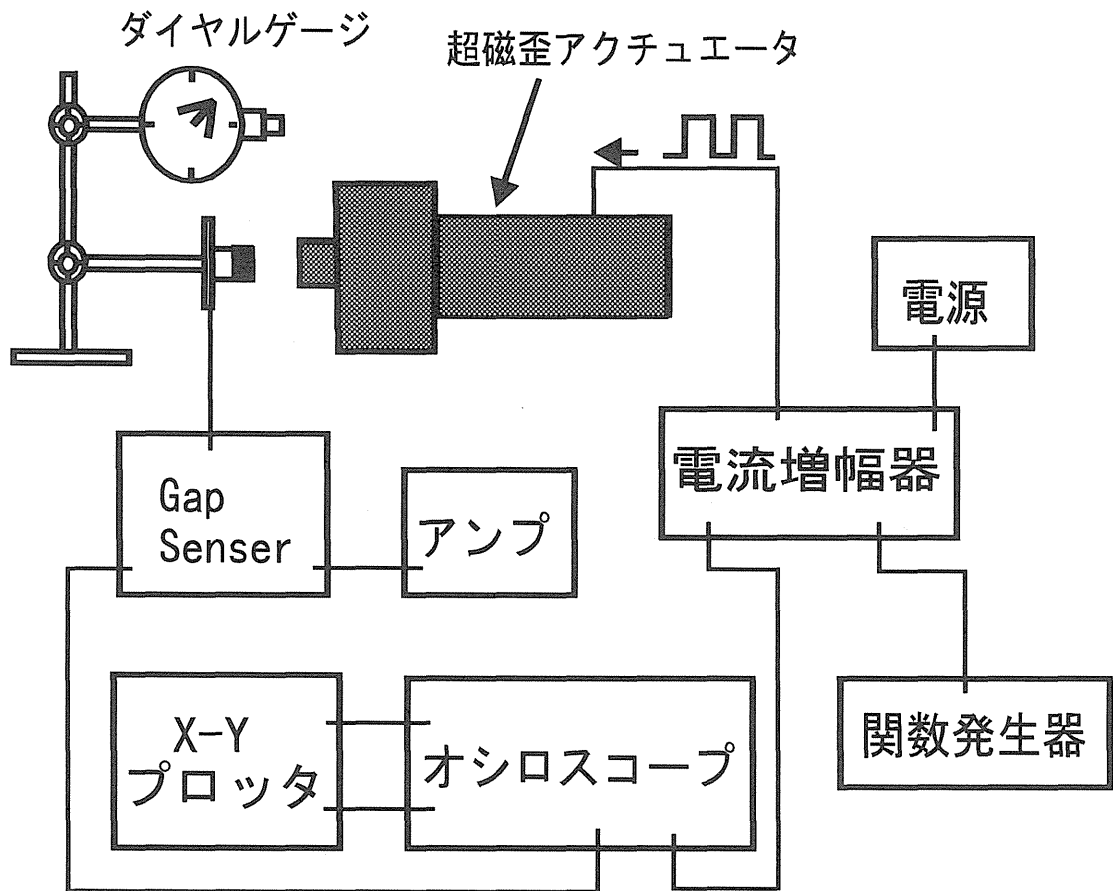 ダイヤルゲージ
超磁歪アクチュエータ
電源
電流増幅器
Gap
Senser
アンプ
X-Y
プロッタ
オシロスコープ
関数発生器